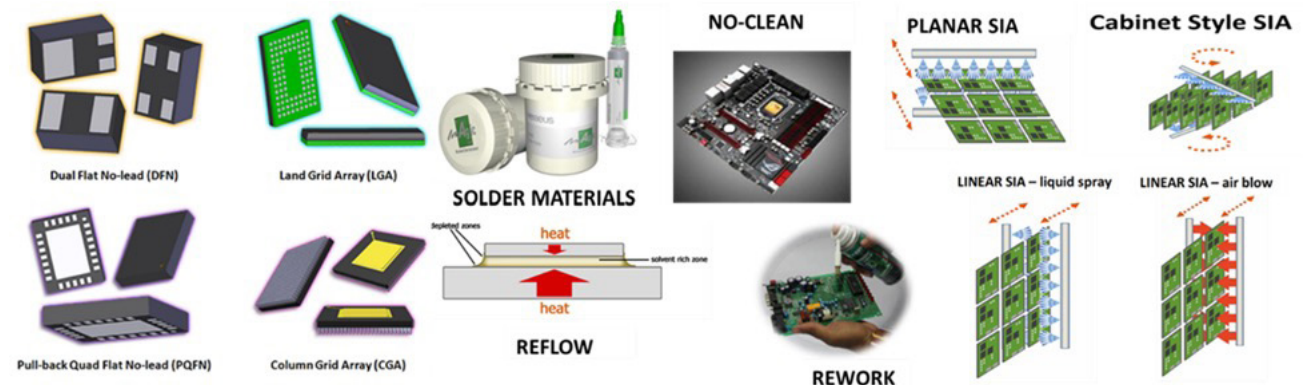 NO-CLEAN
PLANAR SIA
Cabinet Style SIA
Dual Flat No-lead (DFN)
Land Grid Array (LGA)
SOLDER MATERIALS
LINEAR SIA – liquid spray
LINEAR SIA – air blow
depleted zones
heat
solvent rich zone
heat
Pull-back Quad Flat No-lead (PQFN)
Column Grid Array (CGA)
REFLOW
REWORK